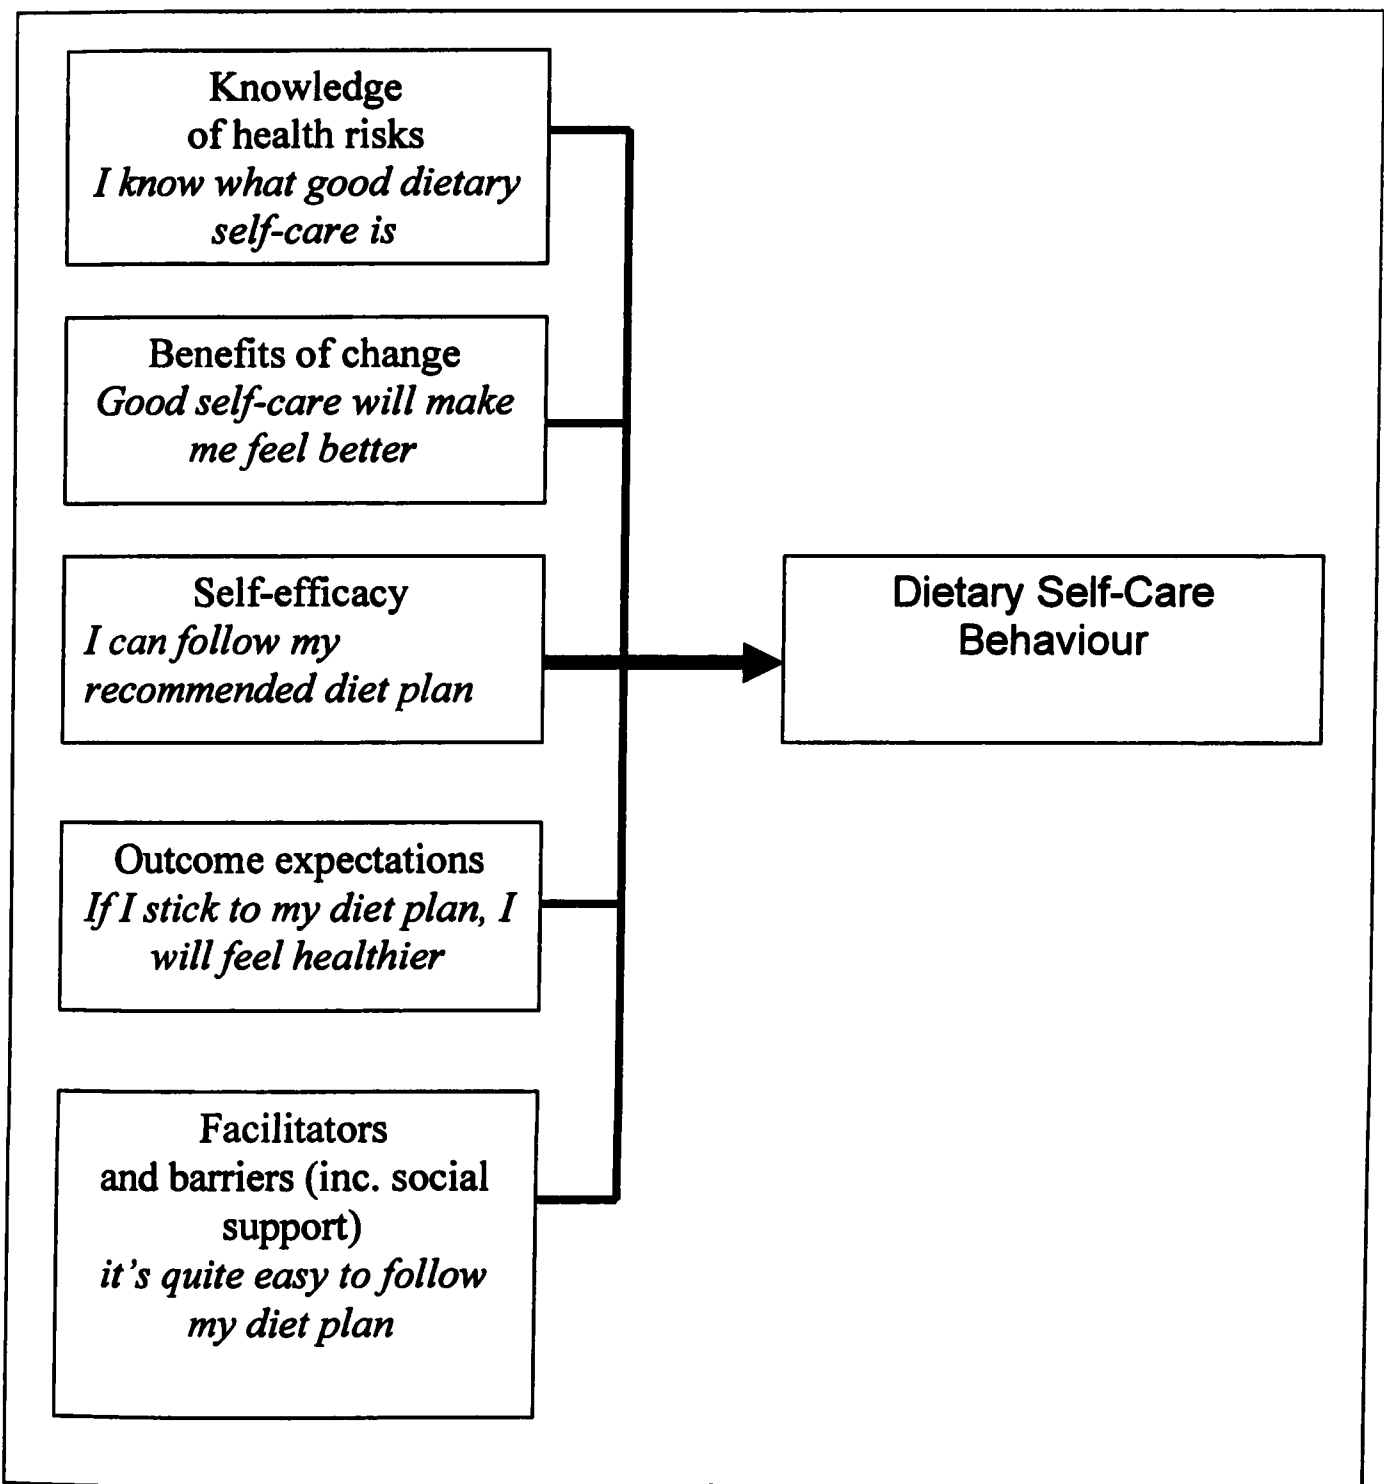 Knowledge
of health risks
I know what good dietary
self-care is
Benefits of change
Good self-care will make
me feel better
Self-efficacy
I can follow my
recommended diet plan
Dietary Self-Care
Behaviour
Outcome expectations
If I stick to my diet plan, I
will feel healthier
Facilitators
and barriers (inc. social
support)
it's quite easy to follow
my diet plan